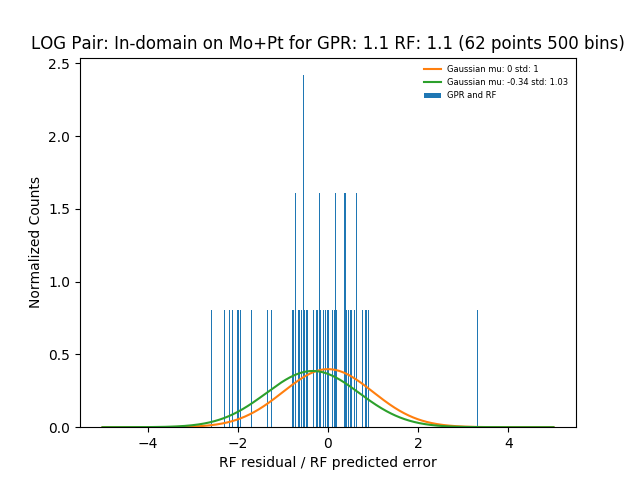 LOG Pair: In-domain on Mo+Pt for GPR: 1.1 RF: 1.1 (62 points 500 bins)
Gaussian mu: 0 std: 1
Gaussian mu: -0.34 std: 1.03
GPR and RF
Normalized Counts
2.5
2.0
1.5
1.0
0.5
0.0
−4 −2 0 2 4
RF residual / RF predicted error